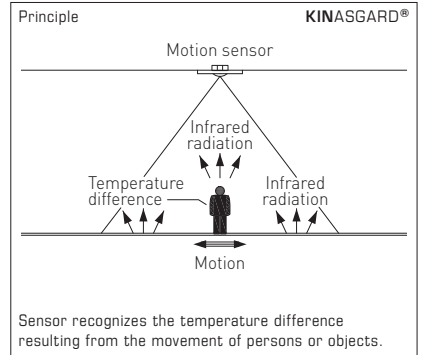 Principle KINASGARD®
Motion sensor
Infrared
radiation
Temperature
difference
Infrared
radiation
Motion
Sensor recognizes the temperature difference
resulting from the movement of persons or objects.